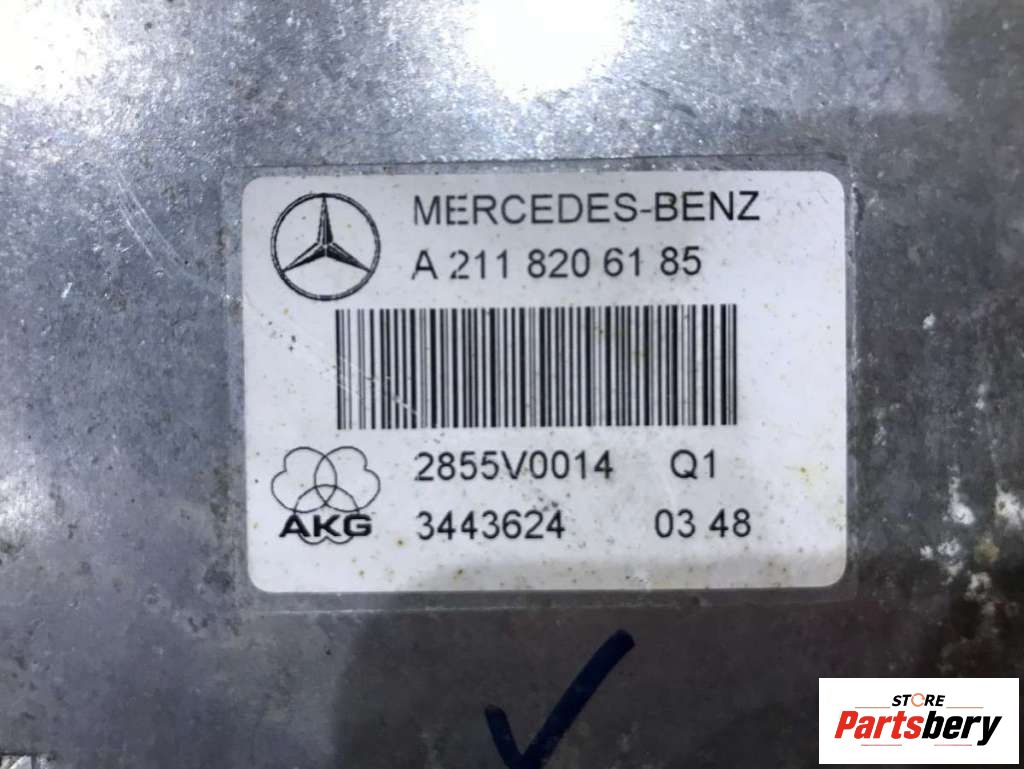 MERCEDES-BENZ
A 211 820 61 85
2855V0014 Q1
AKG
3443624 03 48
STORE
Partsbery